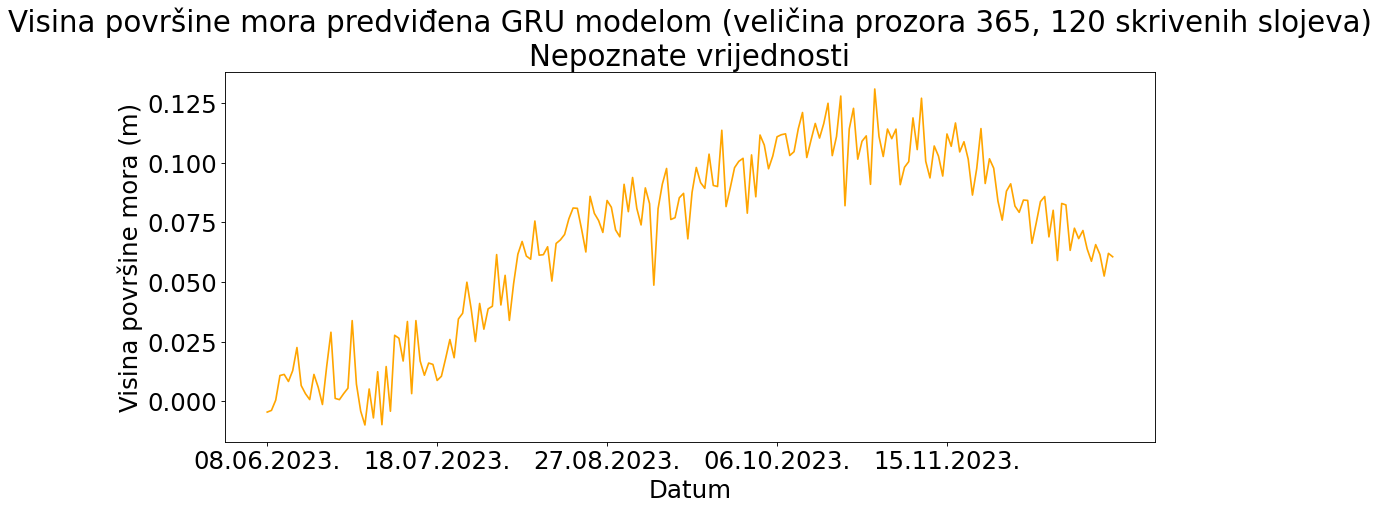 Visina površine mora predviđena GRU modelom (veličina prozora 365, 120 skrivenih slojeva)
Nepoznate vrijednosti
Visina površine mora (m)
0.125
0.100
0.075
0.050
0.025
0.000
08.06.2023. 18.07.2023. 27.08.2023. 06.10.2023. 15.11.2023.
Datum